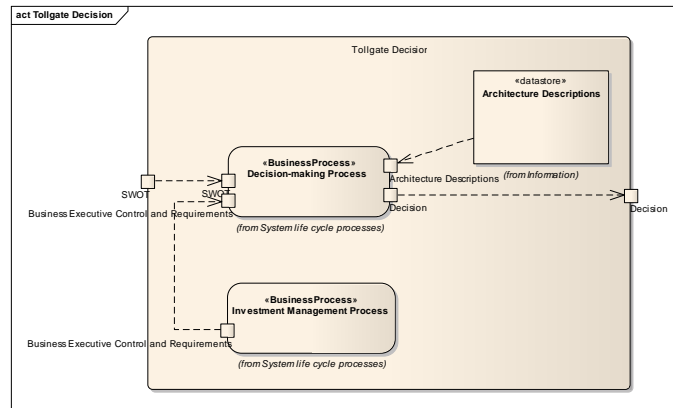 act Tollgate Decision
Tollgate Decision
«datastore»
Architecture Descriptions
(from Information)
«BusinessProcess»
Decision-making Process
Architecture Descriptions
SWOT
SWOT
Decision
Decision
Business Executive Control and Requirements
(from System life cycle processes)
«BusinessProcess»
Investment Management Process
Business Executive Control and Requirements
(from System life cycle processes)